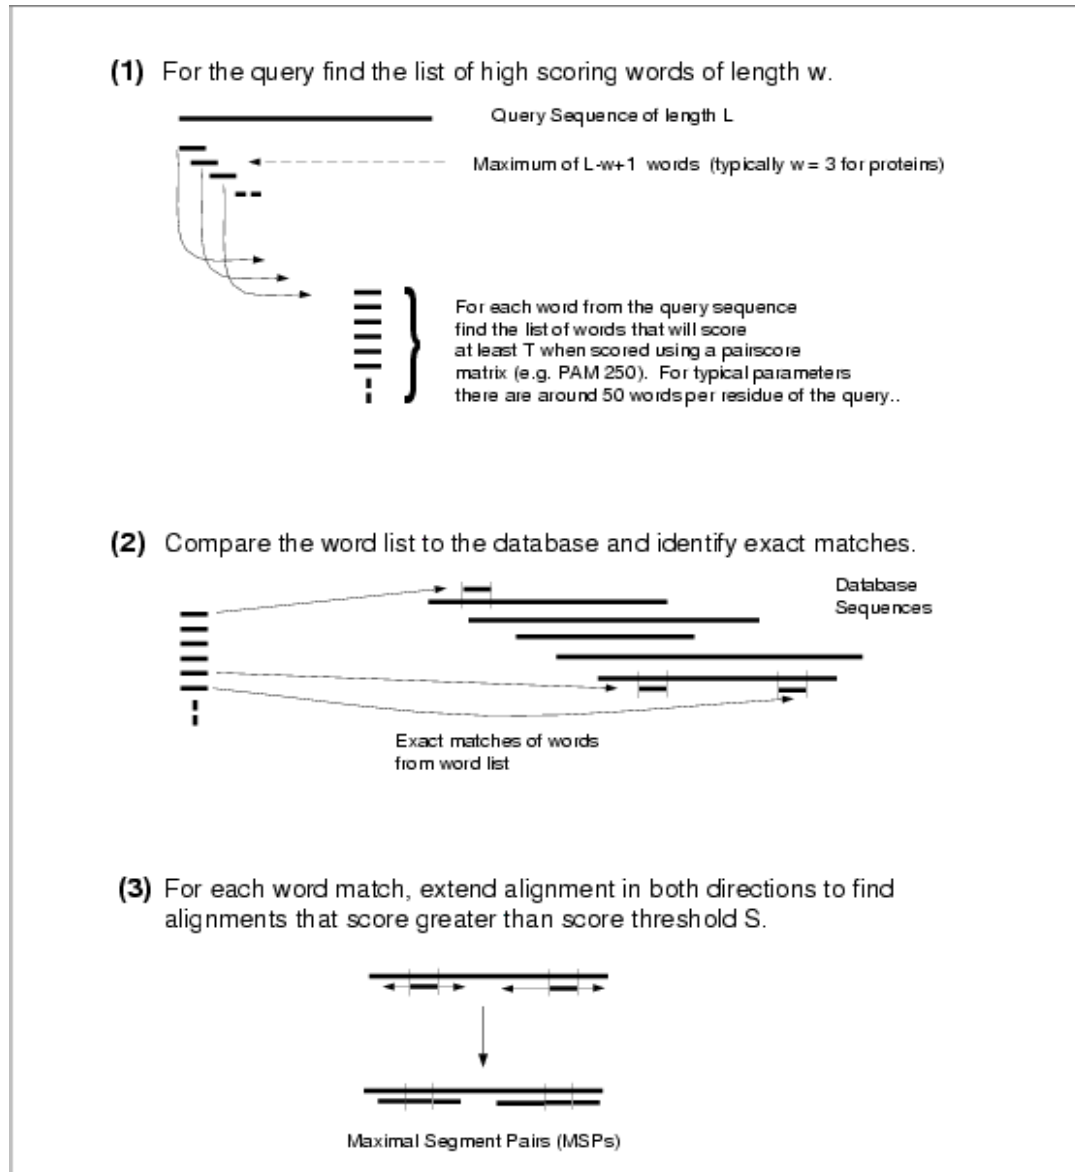 (1) For the query find the list of high scoring words of length w.
Query Sequence of length L
Maximum of L-w+1 words (typically w = 3 for proteins)
For each word from the query sequence
find the list of words that will score
at least T when scored using a pairscore
matrix (e.g. PAM 250). For typical parameters
there are around 50 words per residue of the query..
(2) Compare the word list to the database and identify exact matches.
Database
Sequences
Exact matches of words
from word list
(3) For each word match, extend alignment in both directions to find
alignments that score greater than score threshold S.
Maximal Segment Pairs (MSPs)